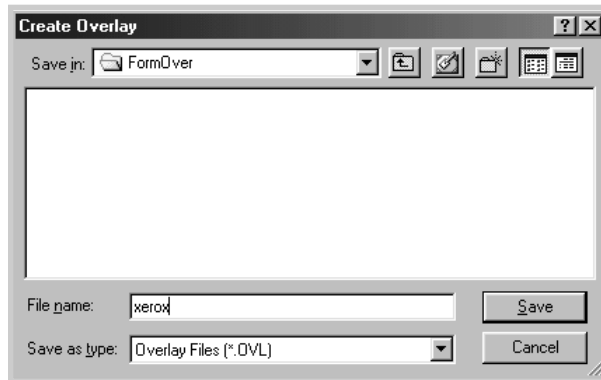 Create Overlay
Save in: FormOver
File name: xerox
Save
Save as type: Overlay Files (*.OVL)
Cancel